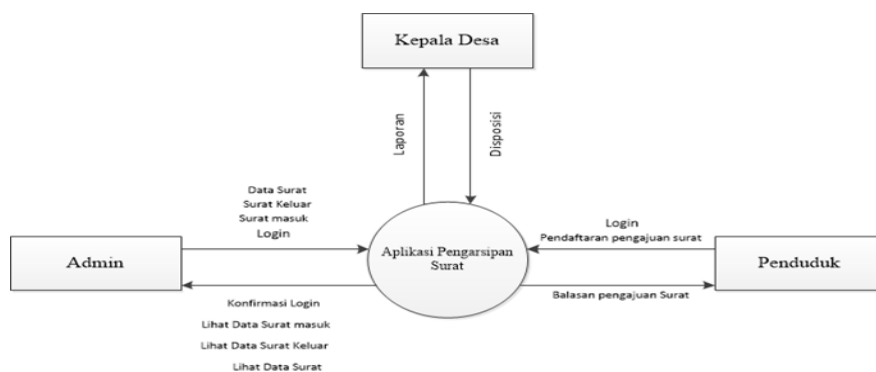 Kepala Desa
Laporan
Disposisi
Data Surat
Surat Keluar
Surat masuk
Login
Login
Pendaftaran pengajuan surat
Admin
Aplikasi Pengarsipan
Surat
Penduduk
Konfirmasi Login
Lihat Data Surat masuk
Lihat Data Surat Keluar
Lihat Data Surat
Balasan pengajuan Surat